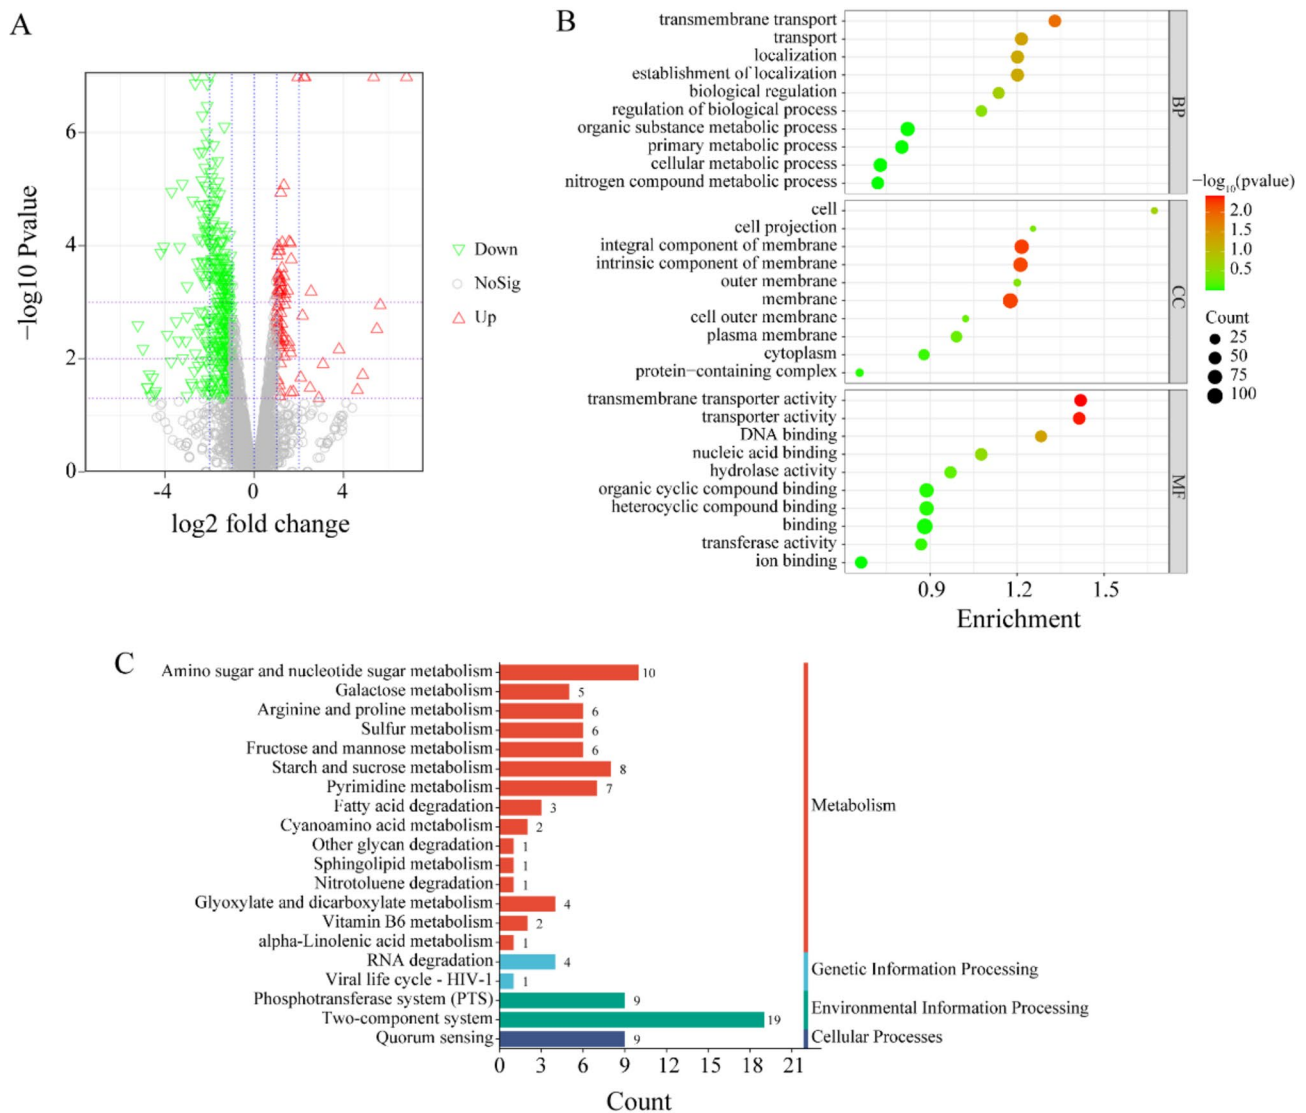 A
−log10 Pvalue
6
4
2
0
-4
0
4
log2 fold change
Down
NoSig
Up
B
transmembrane transport
transport
localization
establishment of localization
biological regulation
regulation of biological process
organic substance metabolic process
primary metabolic process
cellular metabolic process
nitrogen compound metabolic process
BP
cell
cell projection
integral component of membrane
intrinsic component of membrane
outer membrane
membrane
cell outer membrane
plasma membrane
cytoplasm
protein−containing complex
CC
transmembrane transporter activity
transporter activity
DNA binding
nucleic acid binding
hydrolase activity
organic cyclic compound binding
heterocyclic compound binding
binding
transferase activity
ion binding
MF
0.9
1.2
1.5
Enrichment
−log10(pvalue)
2.0
1.5
1.0
0.5
Count
25
50
75
100
C
Amino sugar and nucleotide sugar metabolism 10
Galactose metabolism 5
Arginine and proline metabolism 6
Sulfur metabolism 6
Fructose and mannose metabolism 6
Starch and sucrose metabolism 8
Pyrimidine metabolism 7
Fatty acid degradation 3
Cyanoamino acid metabolism 2
Other glycan degradation 1
Sphingolipid metabolism 1
Nitrotoluene degradation 1
Glyoxylate and dicarboxylate metabolism 4
Vitamin B6 metabolism 2
alpha-Linolenic acid metabolism 1
RNA degradation 4
Viral life cycle - HIV-1 1
Phosphotransferase system (PTS) 9
Two-component system 19
Quorum sensing 9
Metabolism
Genetic Information Processing
Environmental Information Processing
Cellular Processes
0 3 6 9 12 15 18 21
Count